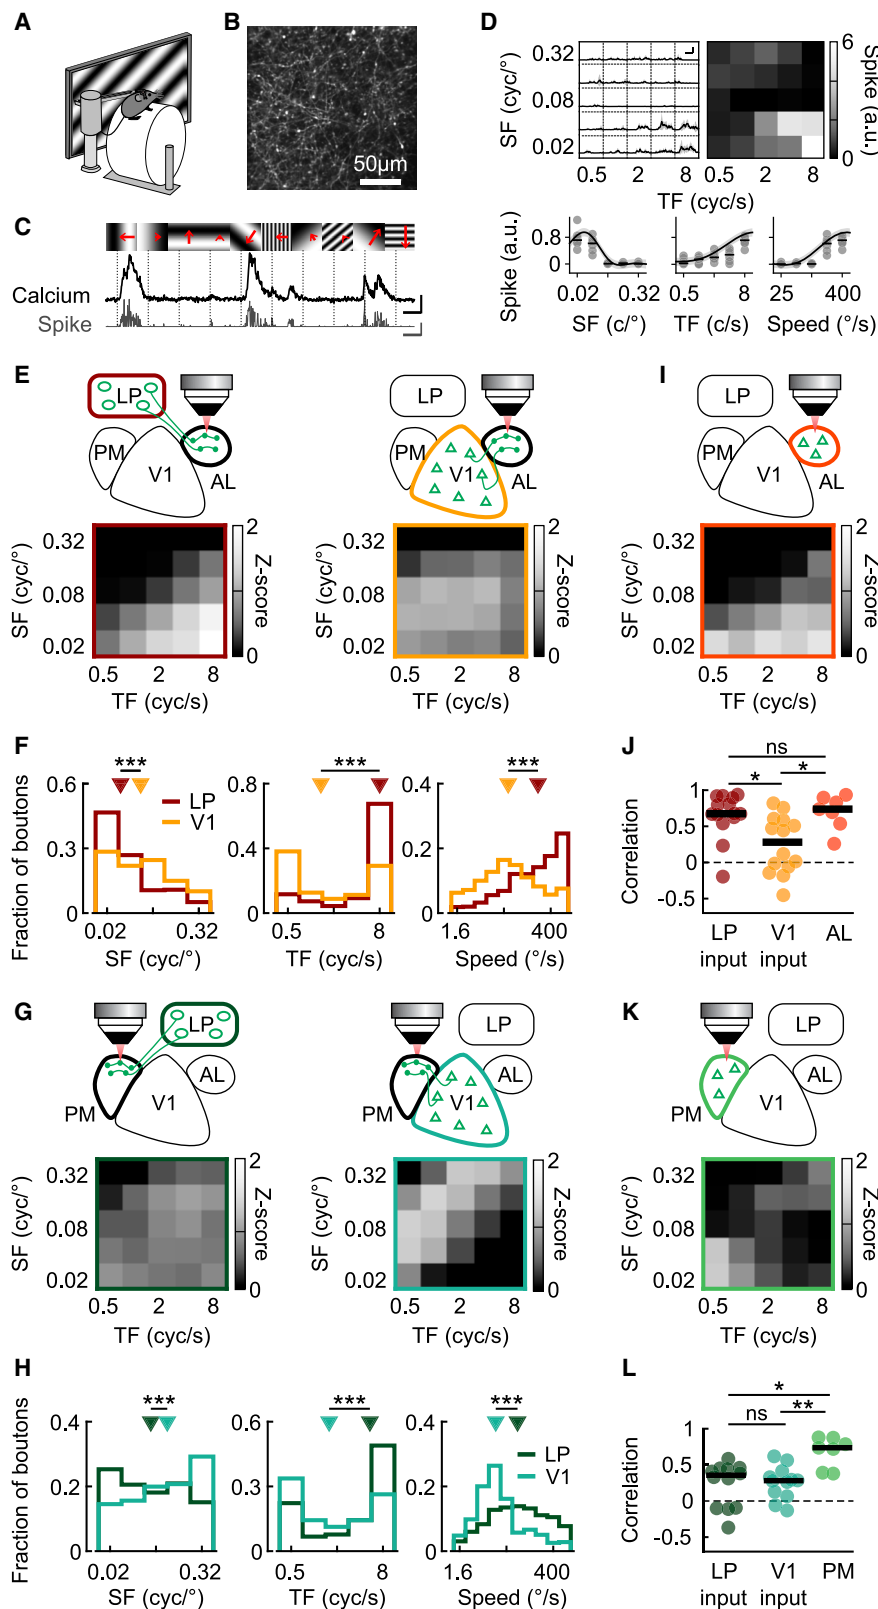 A
B
50µm
C
Calcium
Spike
D
SF (cyc/°)
0.32
0.08
0.02
0.5 2 8
0.5 2 8
TF (cyc/s)
6
0
Spike (a.u.)
Spike (a.u.)
0.8
0
0.02 0.32
SF (c/°)
0.5 8
TF (c/s)
25 400
Speed (°/s)
E
LP
PM
V1
AL
SF (cyc/°)
0.32
0.08
0.02
0.5 2 8
TF (cyc/s)
2
0
Z-score
LP
PM
V1
AL
0.5 2 8
TF (cyc/s)
2
0
Z-score
I
LP
PM
V1
AL
SF (cyc/°)
0.32
0.08
0.02
0.5 2 8
TF (cyc/s)
2
0
Z-score
F
Fraction of boutons
***
0.6
0.3
0
LP
V1
0.02 0.32
SF (cyc/°)
***
0.8
0.4
0
0.5 8
TF (cyc/s)
***
0.4
0.2
0
1.6 400
Speed (°/s)
J
ns
* *
Correlation
1
0.5
0
-0.5
LP input
V1 input
AL
G
LP
PM
V1
AL
SF (cyc/°)
0.32
0.08
0.02
0.5 2 8
TF (cyc/s)
2
0
Z-score
LP
PM
V1
AL
SF (cyc/°)
0.32
0.08
0.02
0.5 2 8
TF (cyc/s)
2
0
Z-score
K
LP
PM
V1
AL
SF (cyc/°)
0.32
0.08
0.02
0.5 2 8
TF (cyc/s)
2
0
Z-score
H
Fraction of boutons
***
0.4
0.2
0
0.02 0.32
SF (cyc/°)
***
0.6
0.3
0
0.5 8
TF (cyc/s)
***
0.4
0.2
0
LP
V1
1.6 400
Speed (°/s)
L
*
ns **
Correlation
1
0.5
0
-0.5
LP input
V1 input
PM